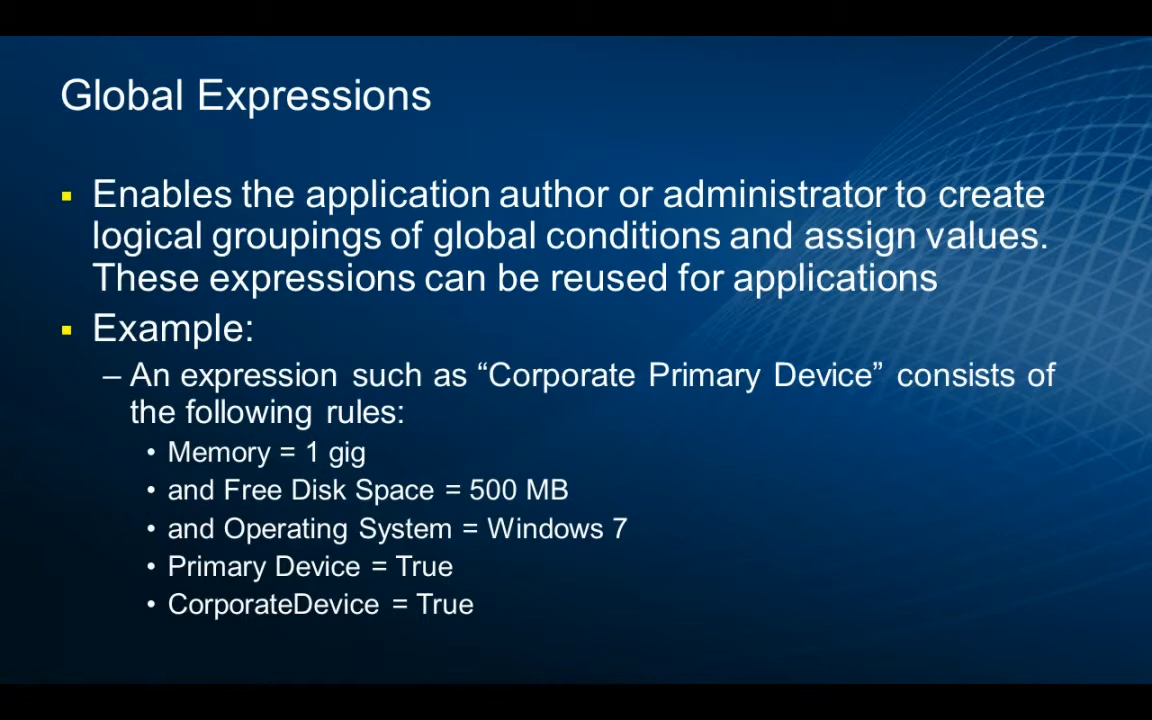 Global Expressions
▪ Enables the application author or administrator to create
logical groupings of global conditions and assign values.
These expressions can be reused for applications
▪ Example:
– An expression such as “Corporate Primary Device” consists of
the following rules:
• Memory = 1 gig
• and Free Disk Space = 500 MB
• and Operating System = Windows 7
• Primary Device = True
• CorporateDevice = True